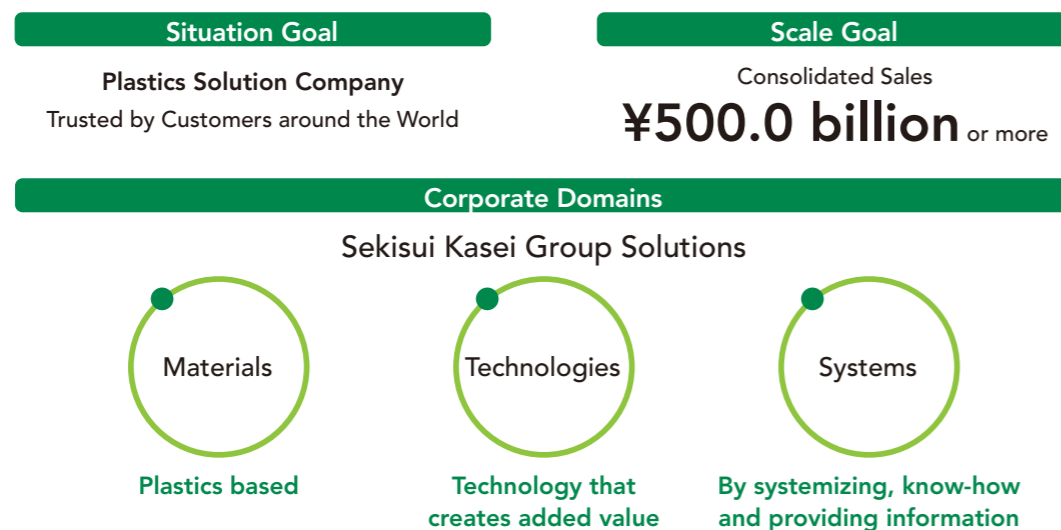 Situation Goal
Plastics Solution Company
Trusted by Customers around the World
Scale Goal
Consolidated Sales
¥500.0 billion or more
Corporate Domains
Sekisui Kasei Group Solutions
Materials
Plastics based
Technologies
Technology that
creates added value
Systems
By systemizing, know-how
and providing information